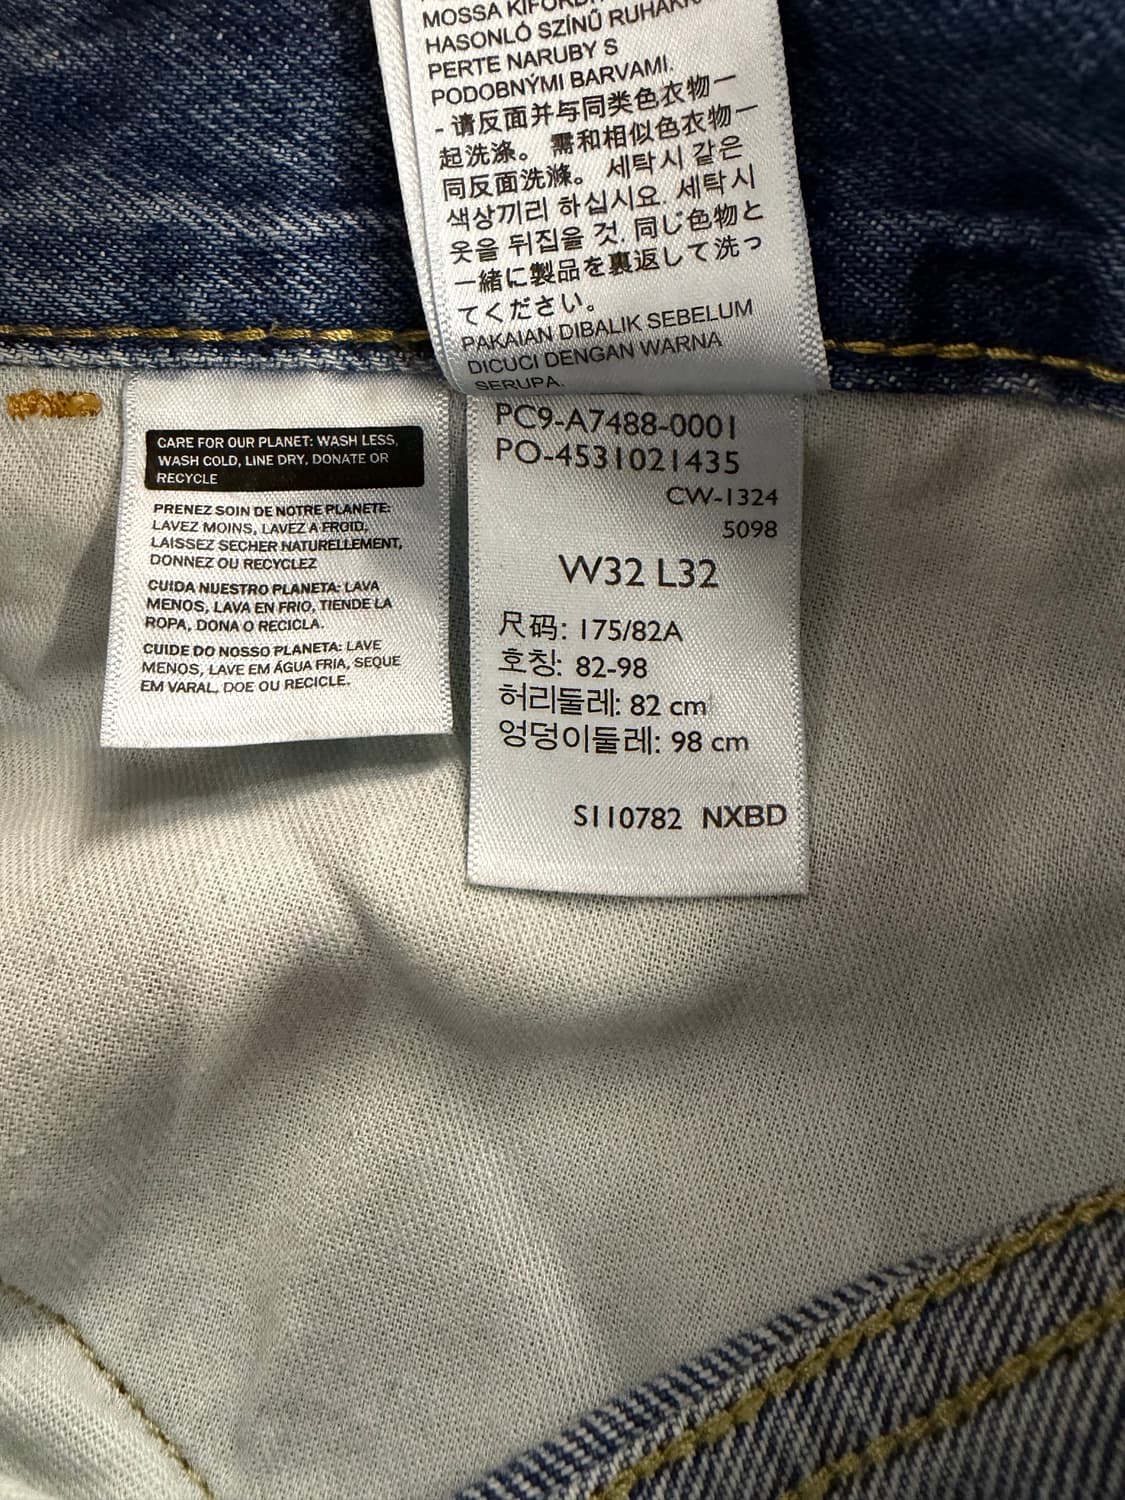 MOSSA KIFORD
HASONLÓ SZÍNŰ RUHÁKK
PERTE NARUBY S
PODOBNÝMI BARVAMI.
- 请反面并与同类色衣物一
起洗涤。 需和相似色衣物一
同反面洗滌。 세탁시 같은
색상끼리 하십시요. 세탁시
옷을 뒤집을 것. 同じ色物と
一緒に製品を裏返して洗っ
てください。
PAKAIAN DIBALIK SEBELUM
DICUCI DENGAN WARNA
SERUPA.
CARE FOR OUR PLANET: WASH LESS,
WASH COLD, LINE DRY, DONATE OR
RECYCLE
PRENEZ SOIN DE NOTRE PLANETE:
LAVEZ MOINS, LAVEZ A FROID,
LAISSEZ SECHER NATURELLEMENT,
DONNEZ OU RECYCLEZ
CUIDA NUESTRO PLANETA: LAVA
MENOS, LAVA EN FRIO, TIENDE LA
ROPA, DONA O RECICLA.
CUIDE DO NOSSO PLANETA: LAVE
MENOS, LAVE EM ÁGUA FRIA, SEQUE
EM VARAL, DOE OU RECICLE.
PC9-A7488-0001
PO-4531021435
CW-1324
5098
W32 L32
尺码: 175/82A
호칭: 82-98
허리둘레: 82 cm
엉덩이둘레: 98 cm
S110782 NXBD